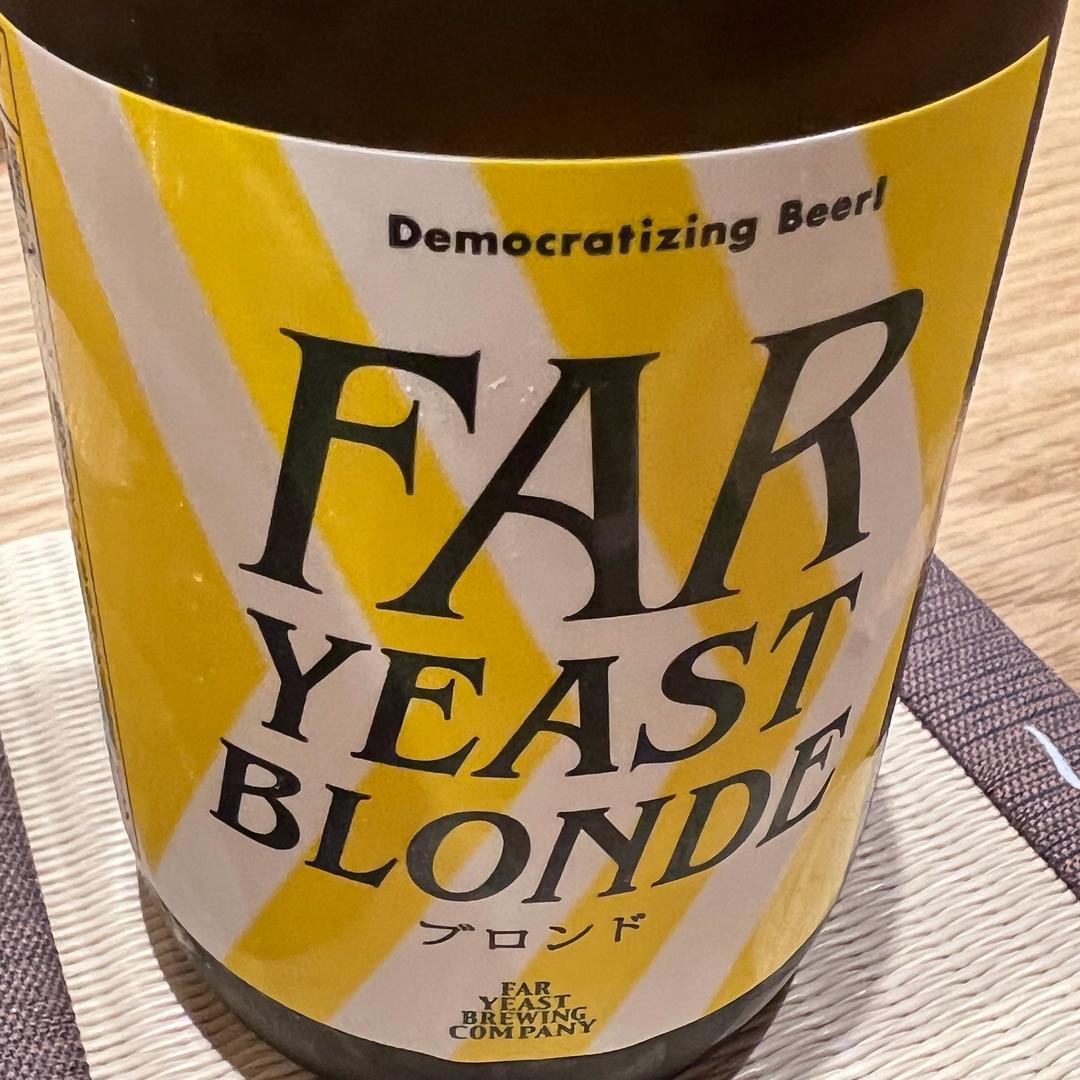 Democratizing Beer!
FAR
YEAST
BLONDE
ブロンド
FAR
YEAST
BREWING
COMPANY